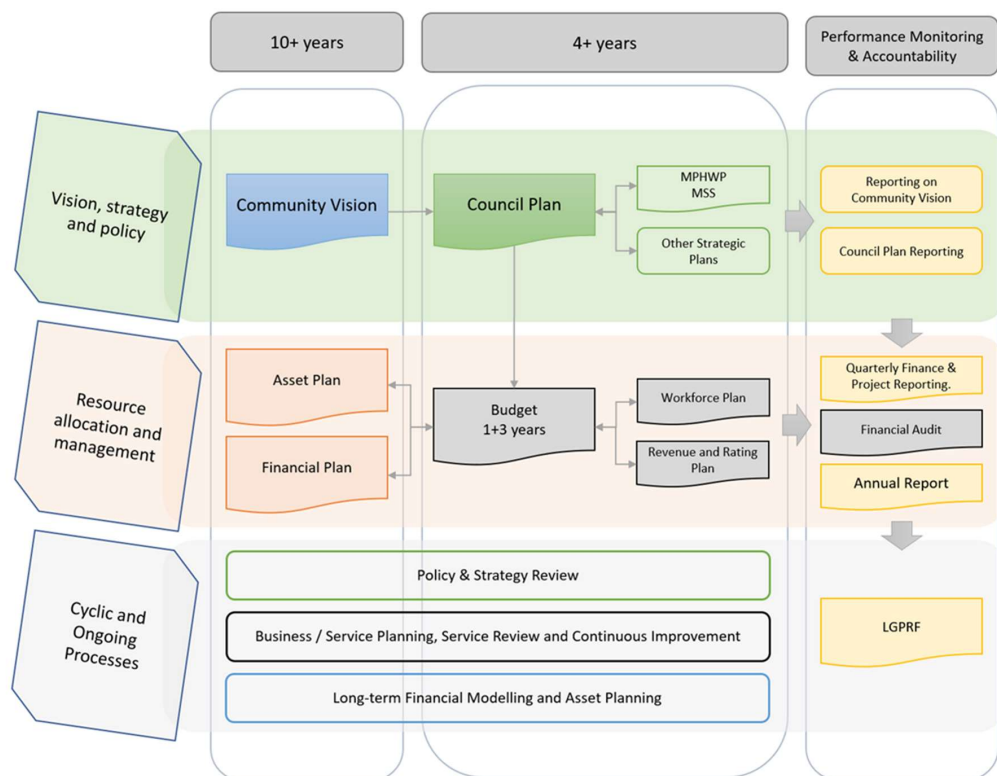 10+ years
4+ years
Performance Monitoring
& Accountability
Vision, strategy
and policy
Community Vision
Council Plan
MPHWP
MSS
Other Strategic
Plans
Reporting on
Community Vision
Council Plan Reporting
Resource
allocation and
management
Asset Plan
Financial Plan
Budget
1+3 years
Workforce Plan
Revenue and Rating
Plan
Quarterly Finance &
Project Reporting.
Financial Audit
Annual Report
Cyclic and
Ongoing
Processes
Policy & Strategy Review
Business / Service Planning, Service Review and Continuous Improvement
Long-term Financial Modelling and Asset Planning
LGPRF